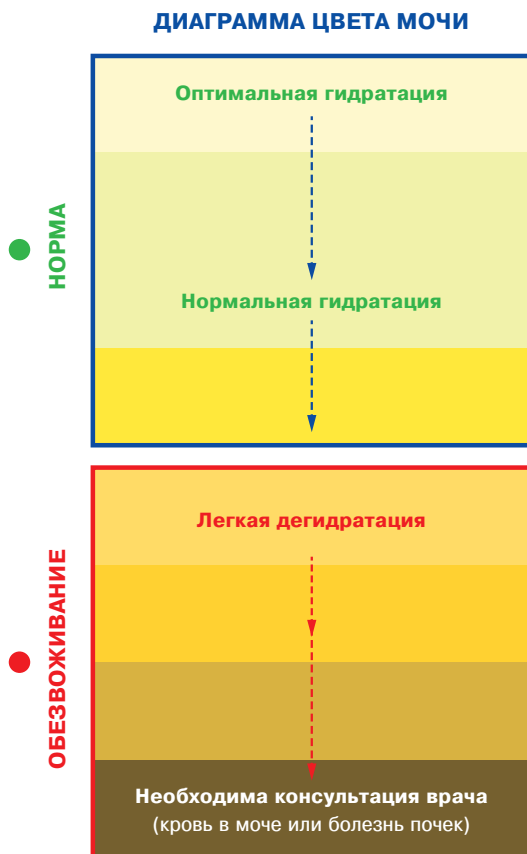 ДИАГРАММА ЦВЕТА МОЧИ
НОРМА
Оптимальная гидратация
Нормальная гидратация
ОБЕЗВОЖИВАНИЕ
Легкая дегидратация
Необходима консультация врача
(кровь в моче или болезнь почек)